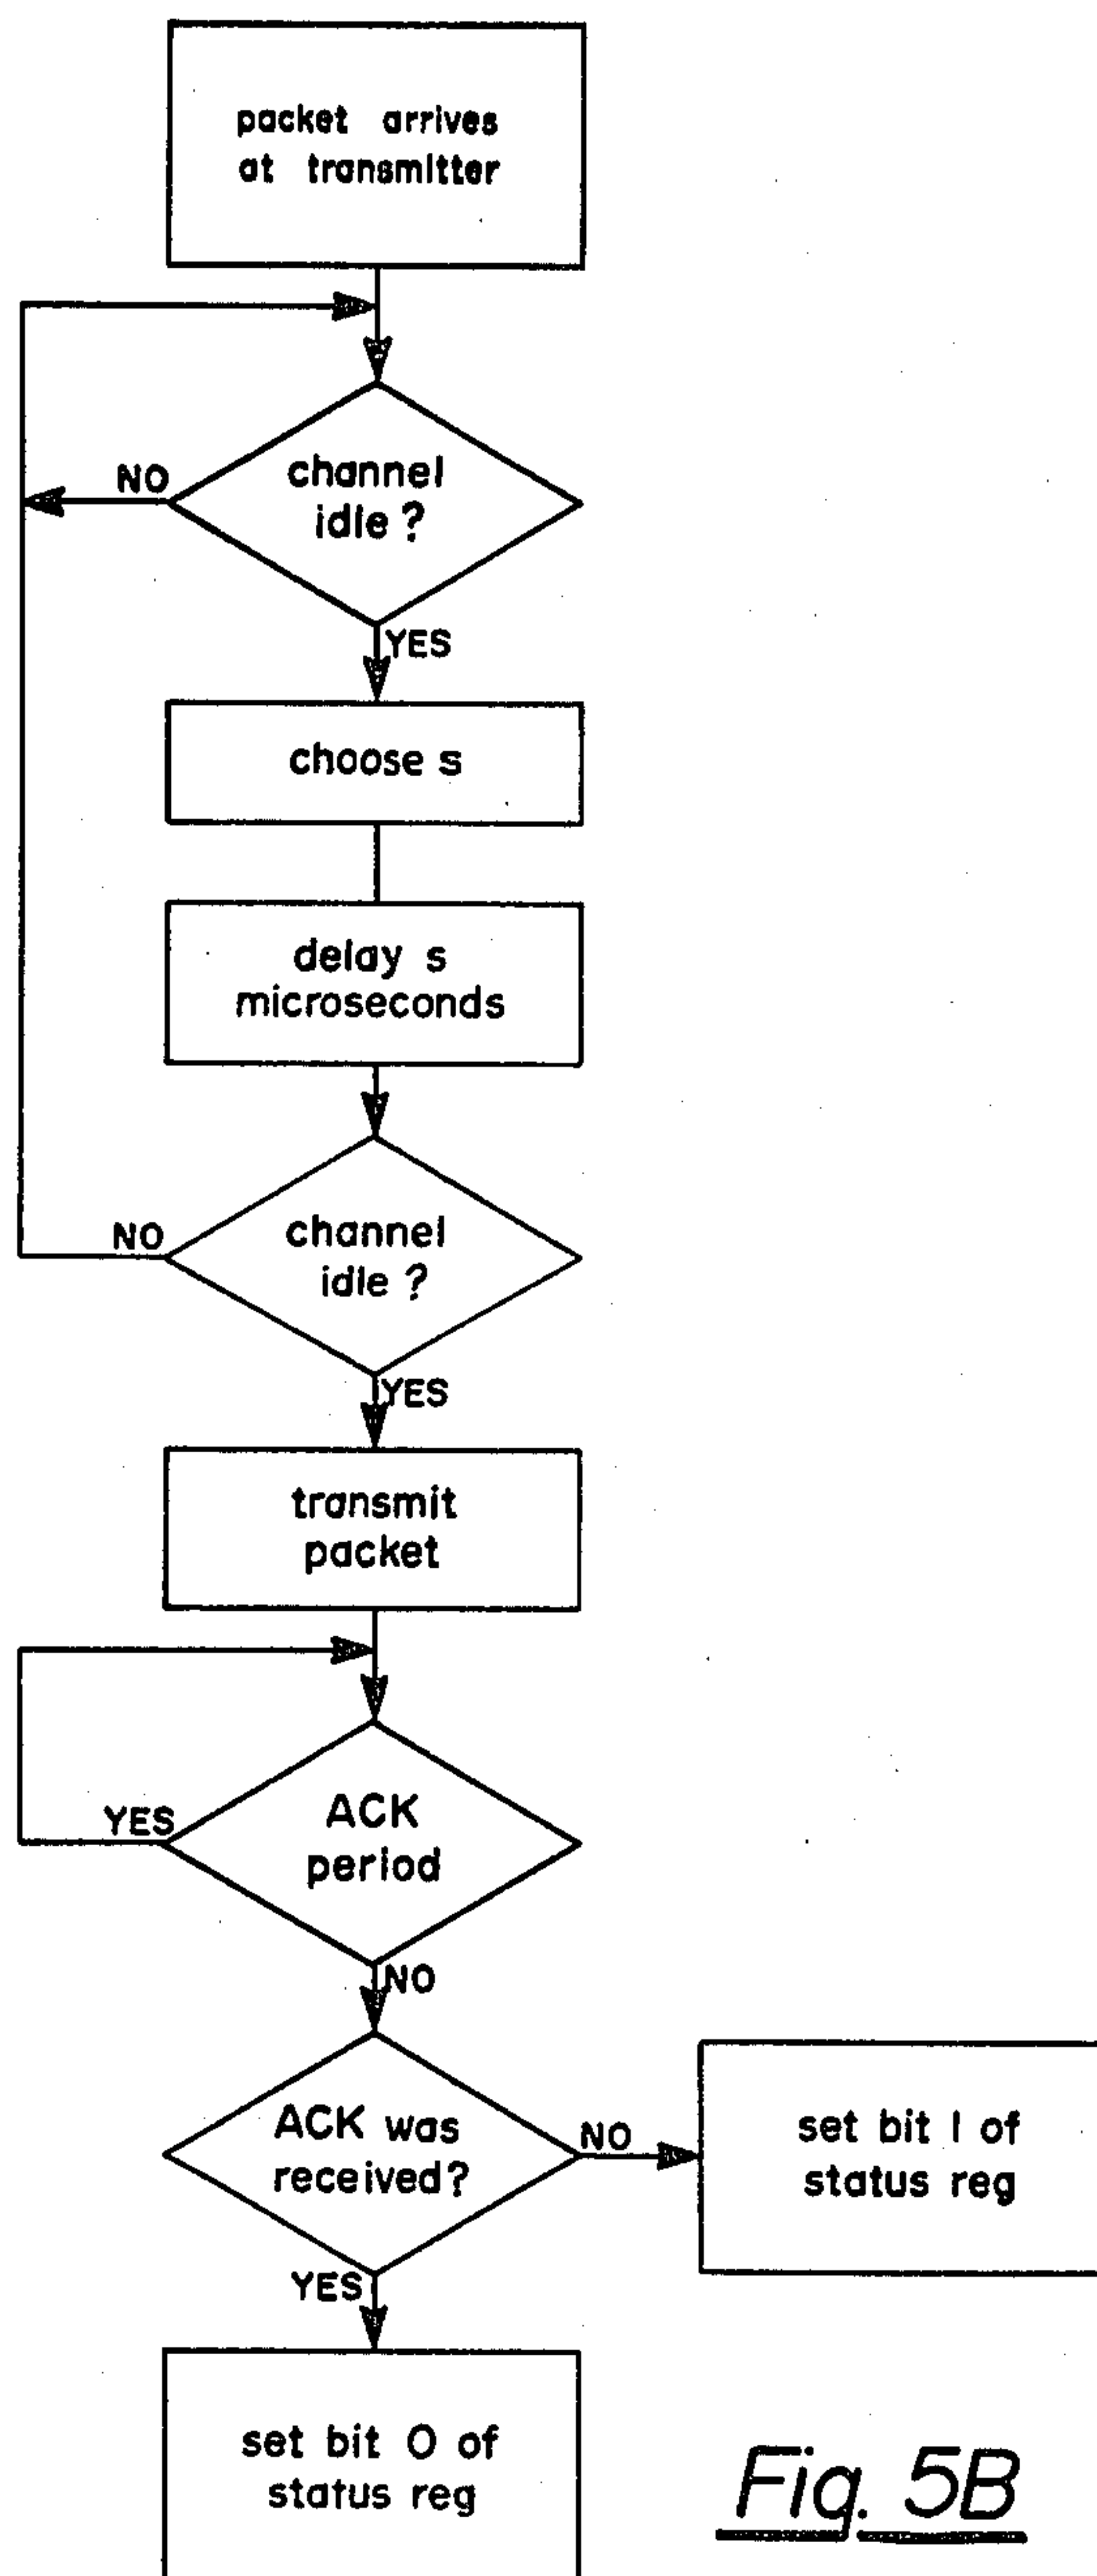 packet arrives
at transmitter
channel
idle ?
NO
YES
choose s
delay s
microseconds
channel
idle ?
NO
YES
transmit
packet
ACK
period
YES
NO
ACK was
received?
NO
set bit 1 of
status reg
YES
set bit 0 of
status reg
Fig. 5B